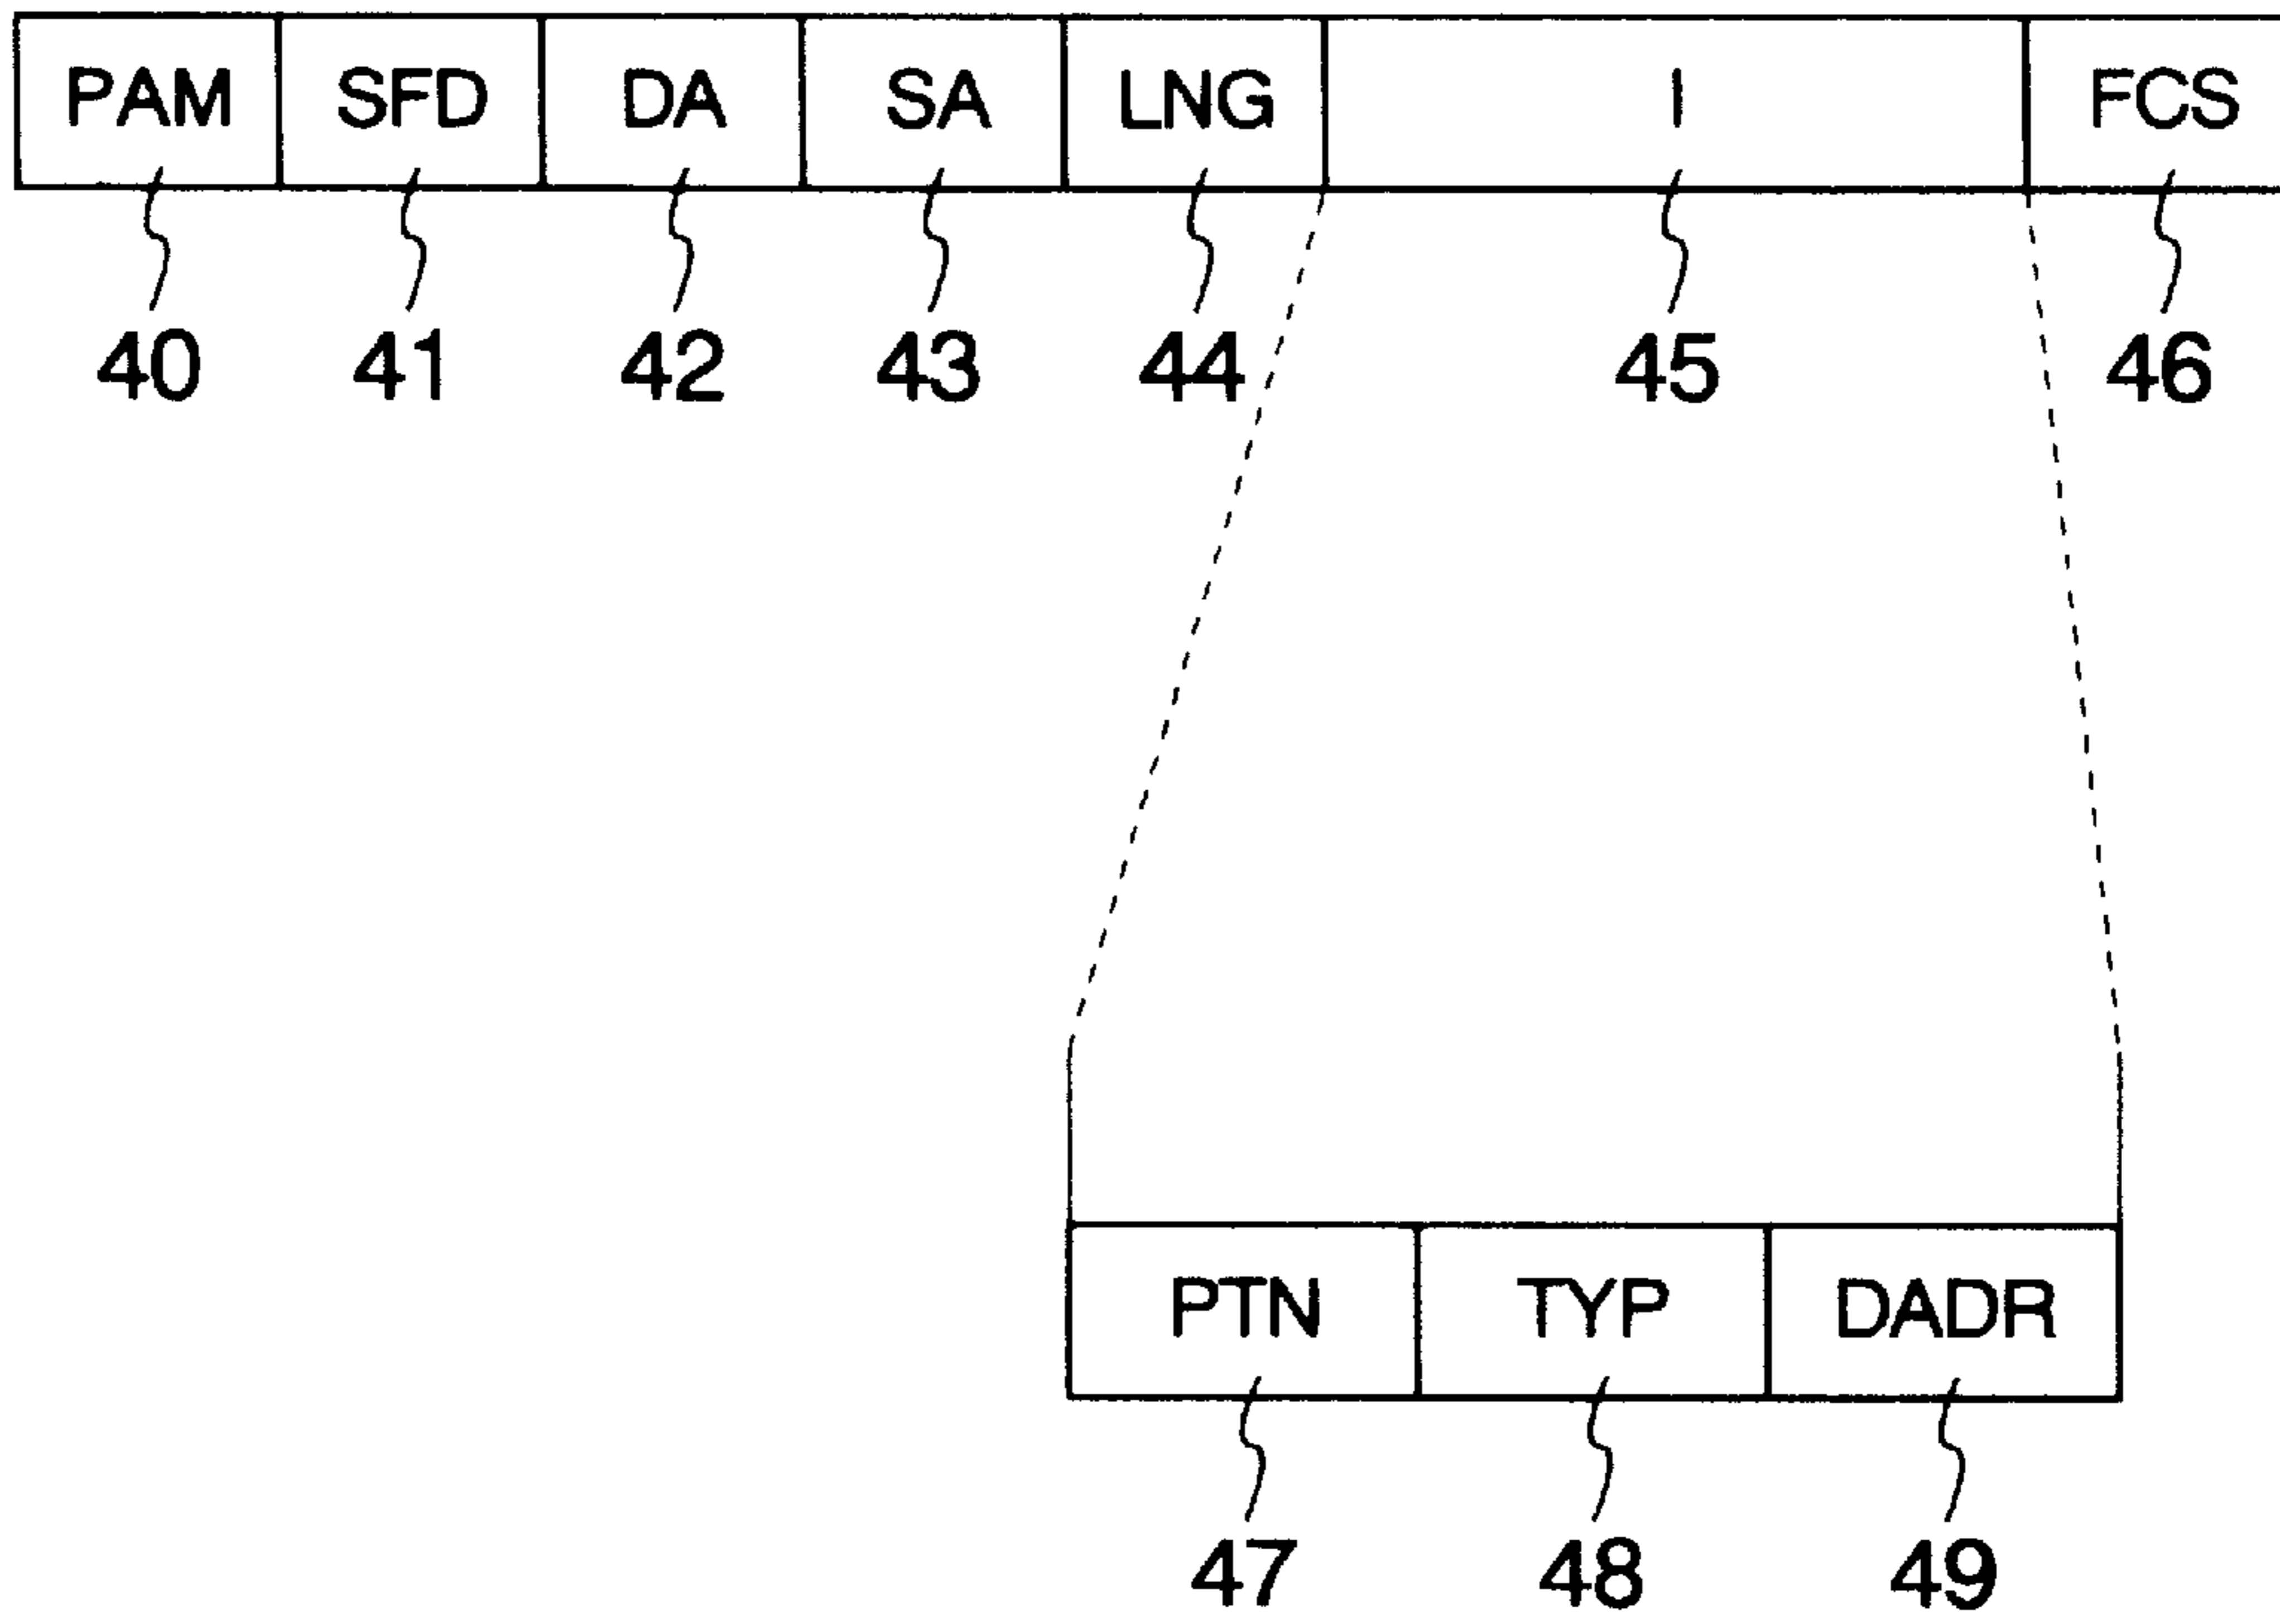 PAM SFD DA SA LNG I FCS
40 41 42 43 44 45 46
PTN TYP DADR
47 48 49